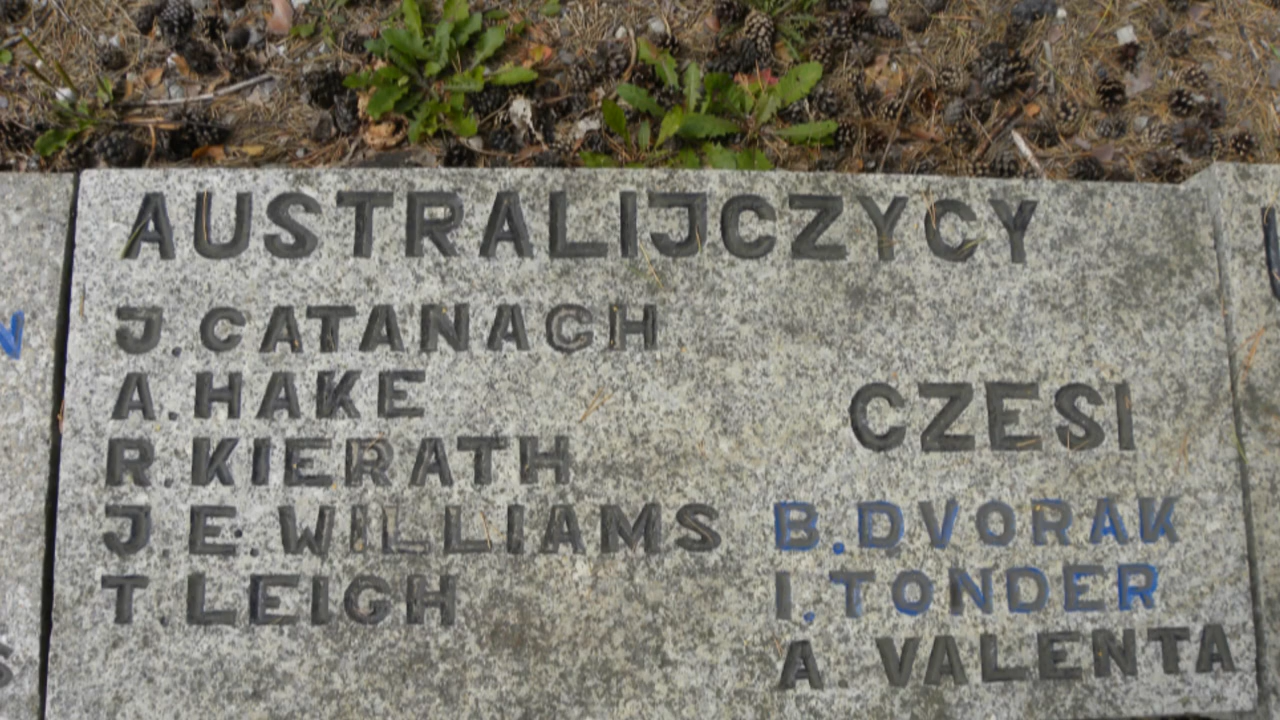 AUSTRALIJCZYCY
J. CATANACH
A. HAKE
R. KIERATH
J. E. WILLIAMS
T. LEIGH
CZESI
B. DVORAK
I. TONDER
A. VALENTA